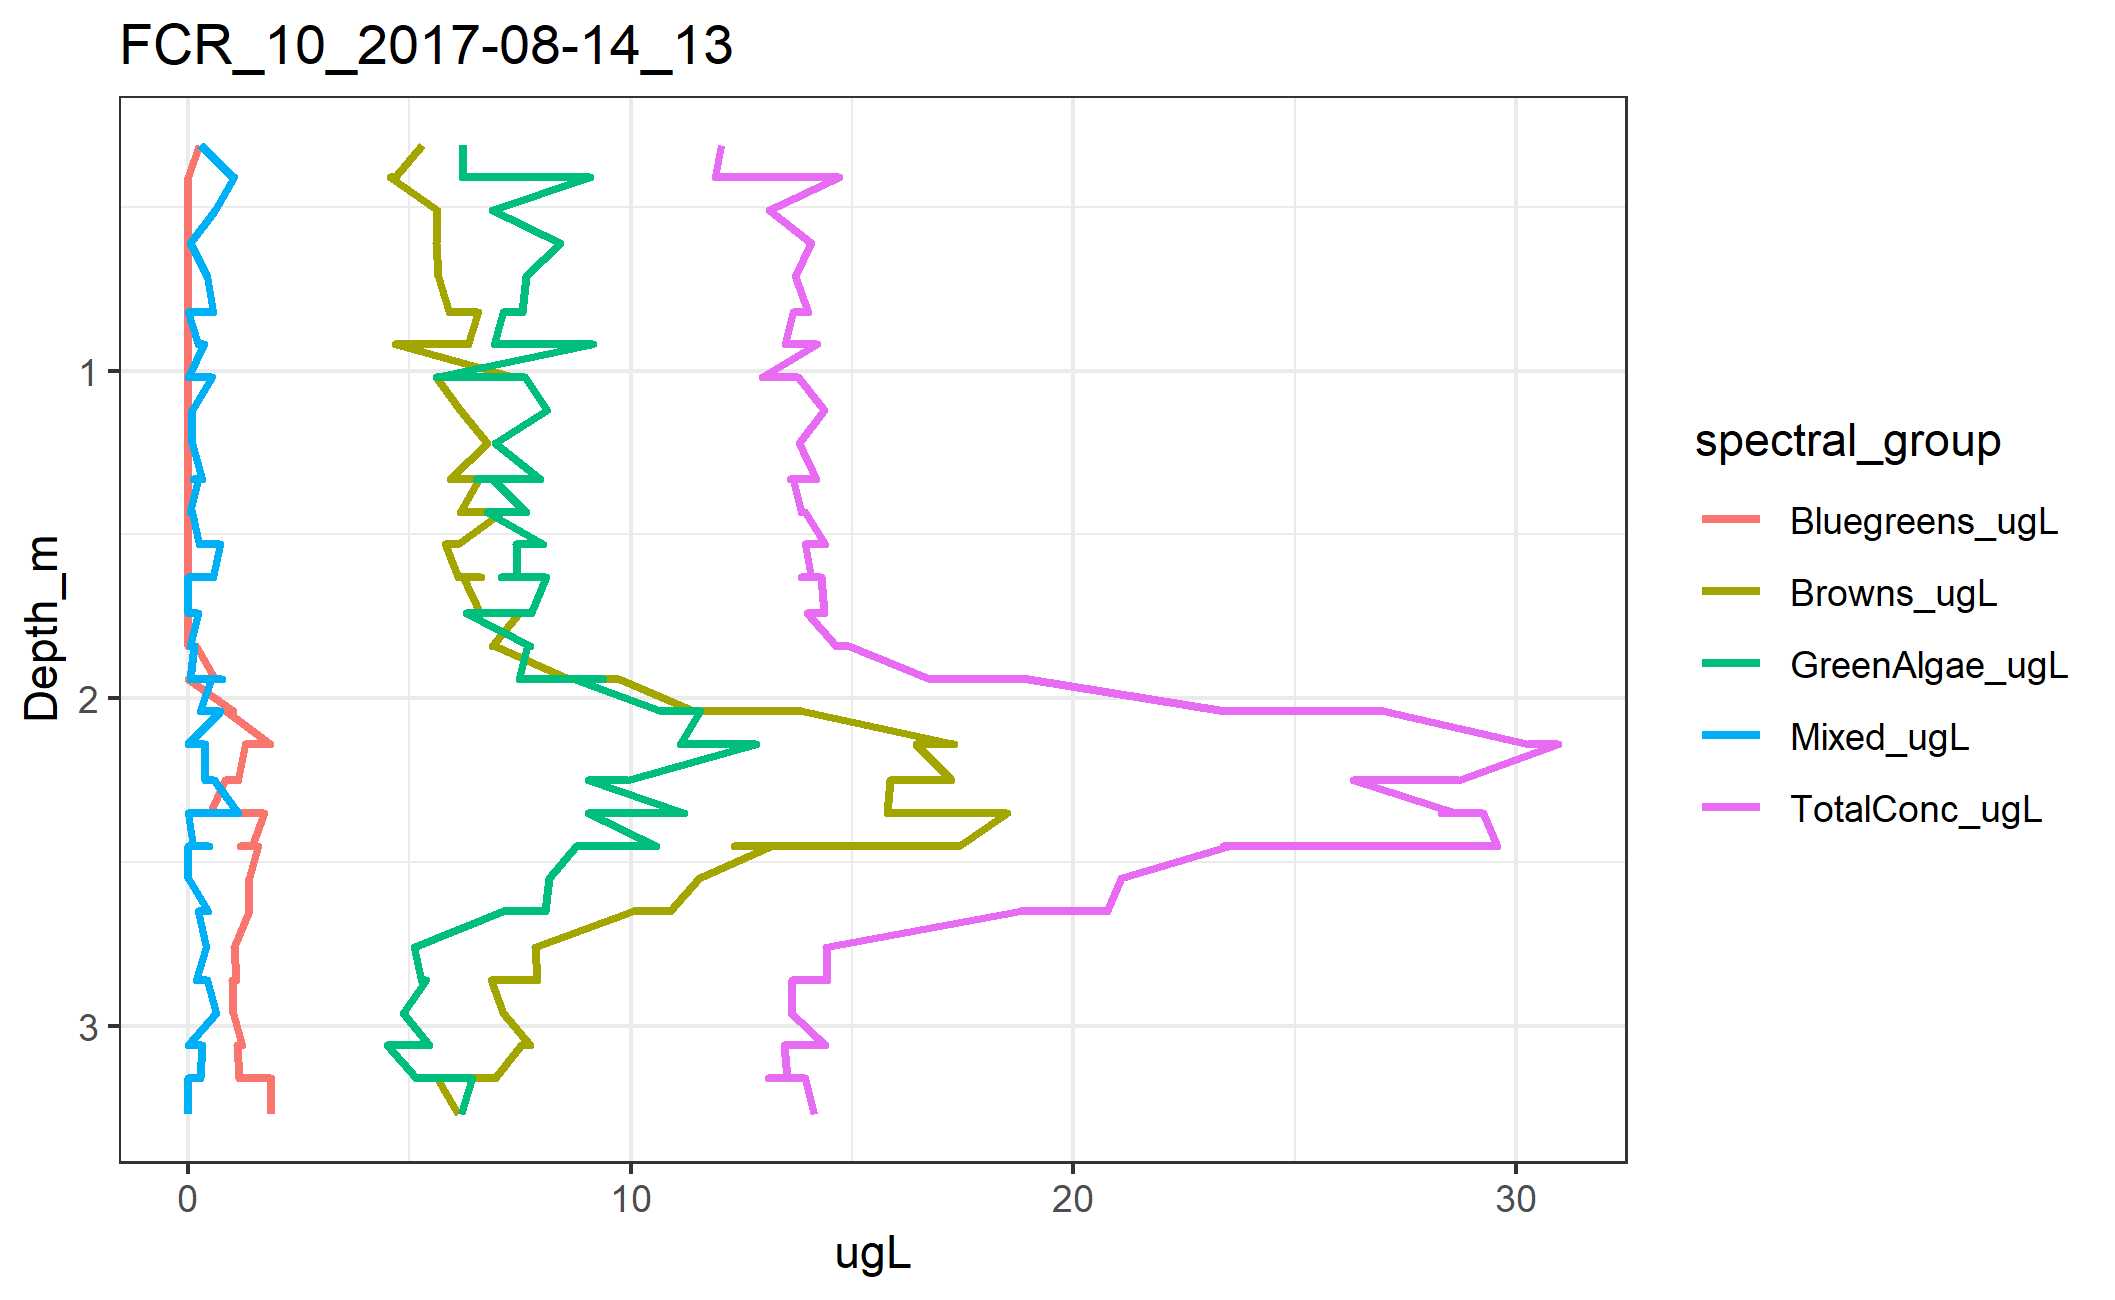 FCR_10_2017-08-14_13
Depth_m
1
2
3
0
10
20
30
ugL
spectral_group
Bluegreens_ugL
Browns_ugL
GreenAlgae_ugL
Mixed_ugL
TotalConc_ugL